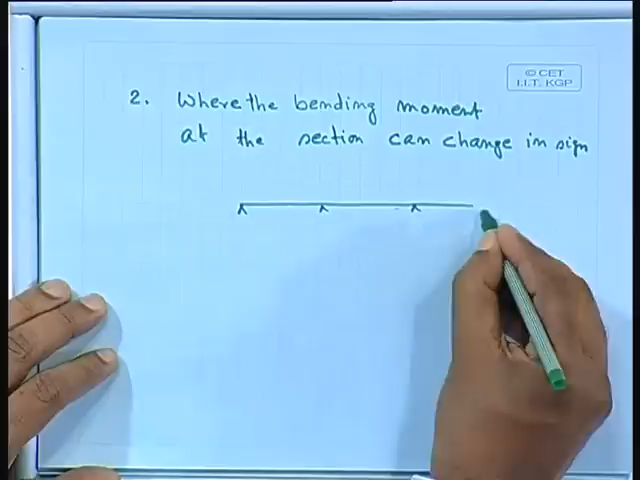 © CET
I.I.T. KGP
2. Where the bending moment
at the section can change in sign